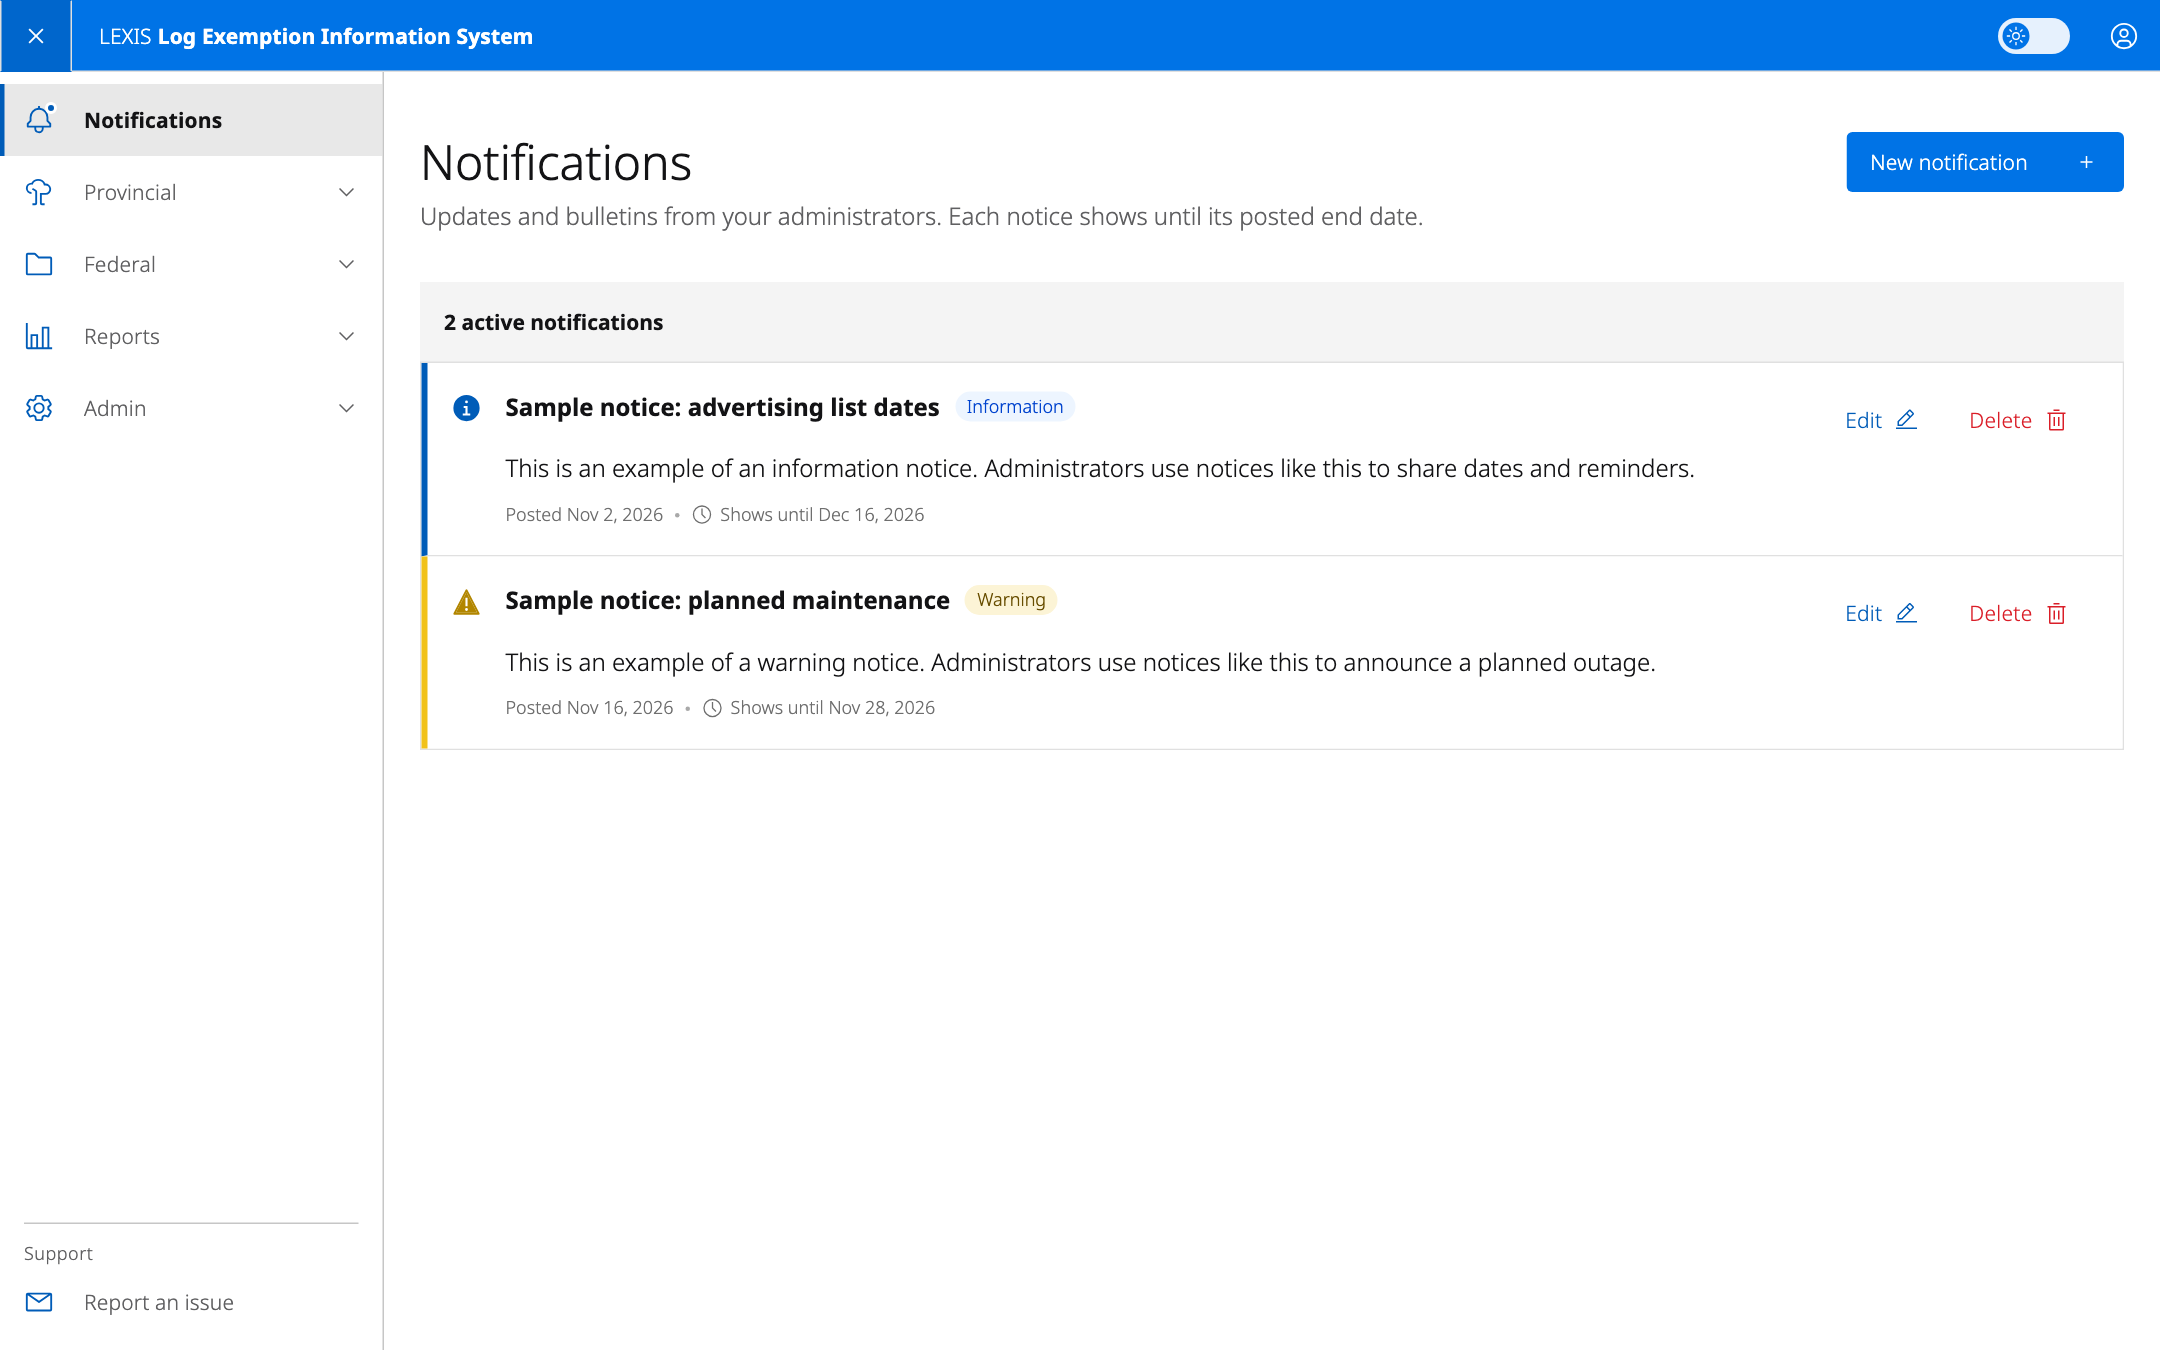 LEXIS Log Exemption Information System
Notifications
Provincial
Federal
Reports
Admin
Support
Report an issue
Notifications
New notification
Updates and bulletins from your administrators. Each notice shows until its posted end date.
2 active notifications
Sample notice: advertising list dates Information
Edit Delete
This is an example of an information notice. Administrators use notices like this to share dates and reminders.
Posted Nov 2, 2026 • Shows until Dec 16, 2026
Sample notice: planned maintenance Warning
Edit Delete
This is an example of a warning notice. Administrators use notices like this to announce a planned outage.
Posted Nov 16, 2026 • Shows until Nov 28, 2026